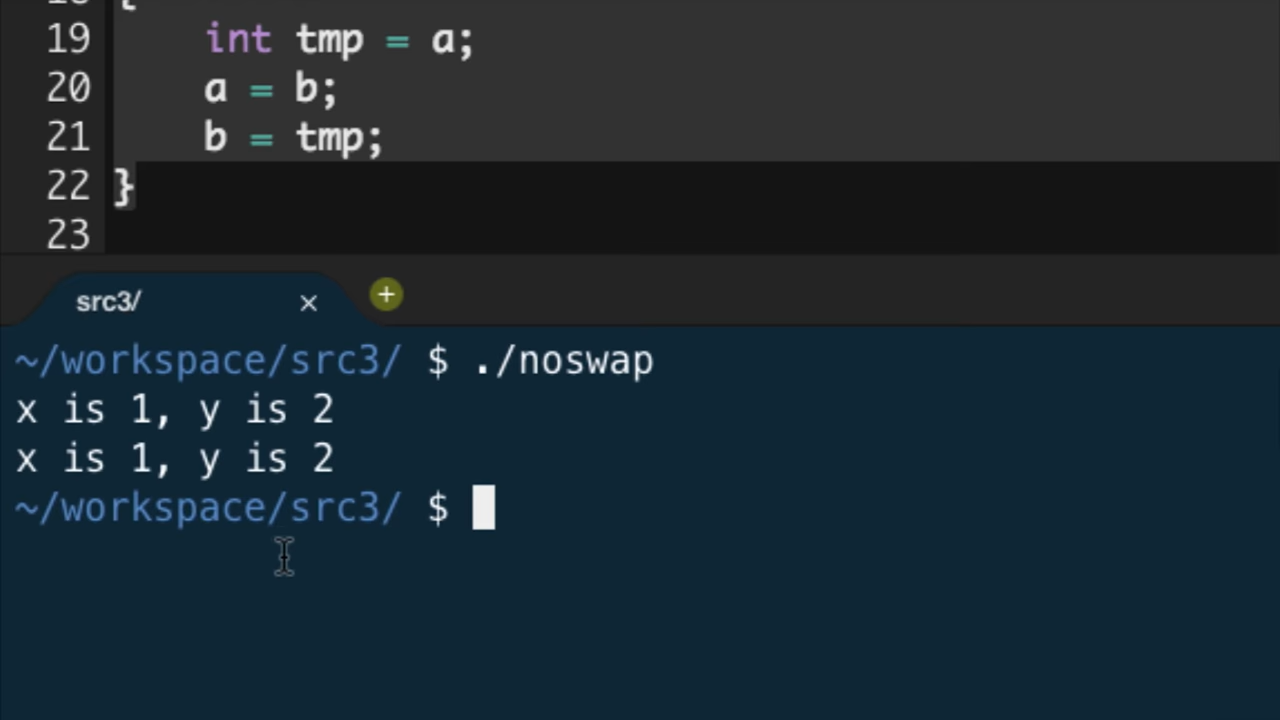 18 {
19 int tmp = a;
20 a = b;
21 b = tmp;
22 }
23
src3/ × +
~/workspace/src3/ $ ./noswap
x is 1, y is 2
x is 1, y is 2
~/workspace/src3/ $